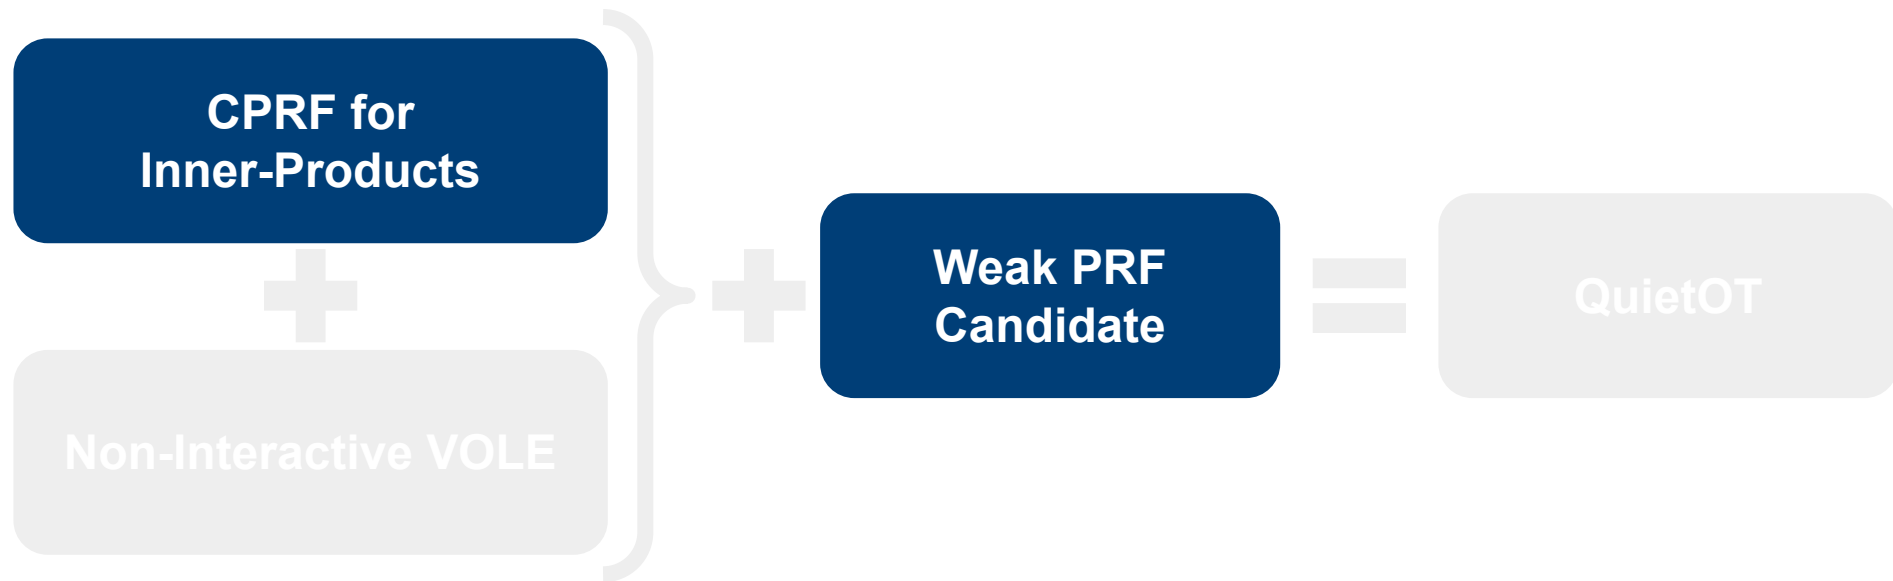 CPRF for
Inner-Products
Non-Interactive VOLE
Weak PRF
Candidate
QuietOT